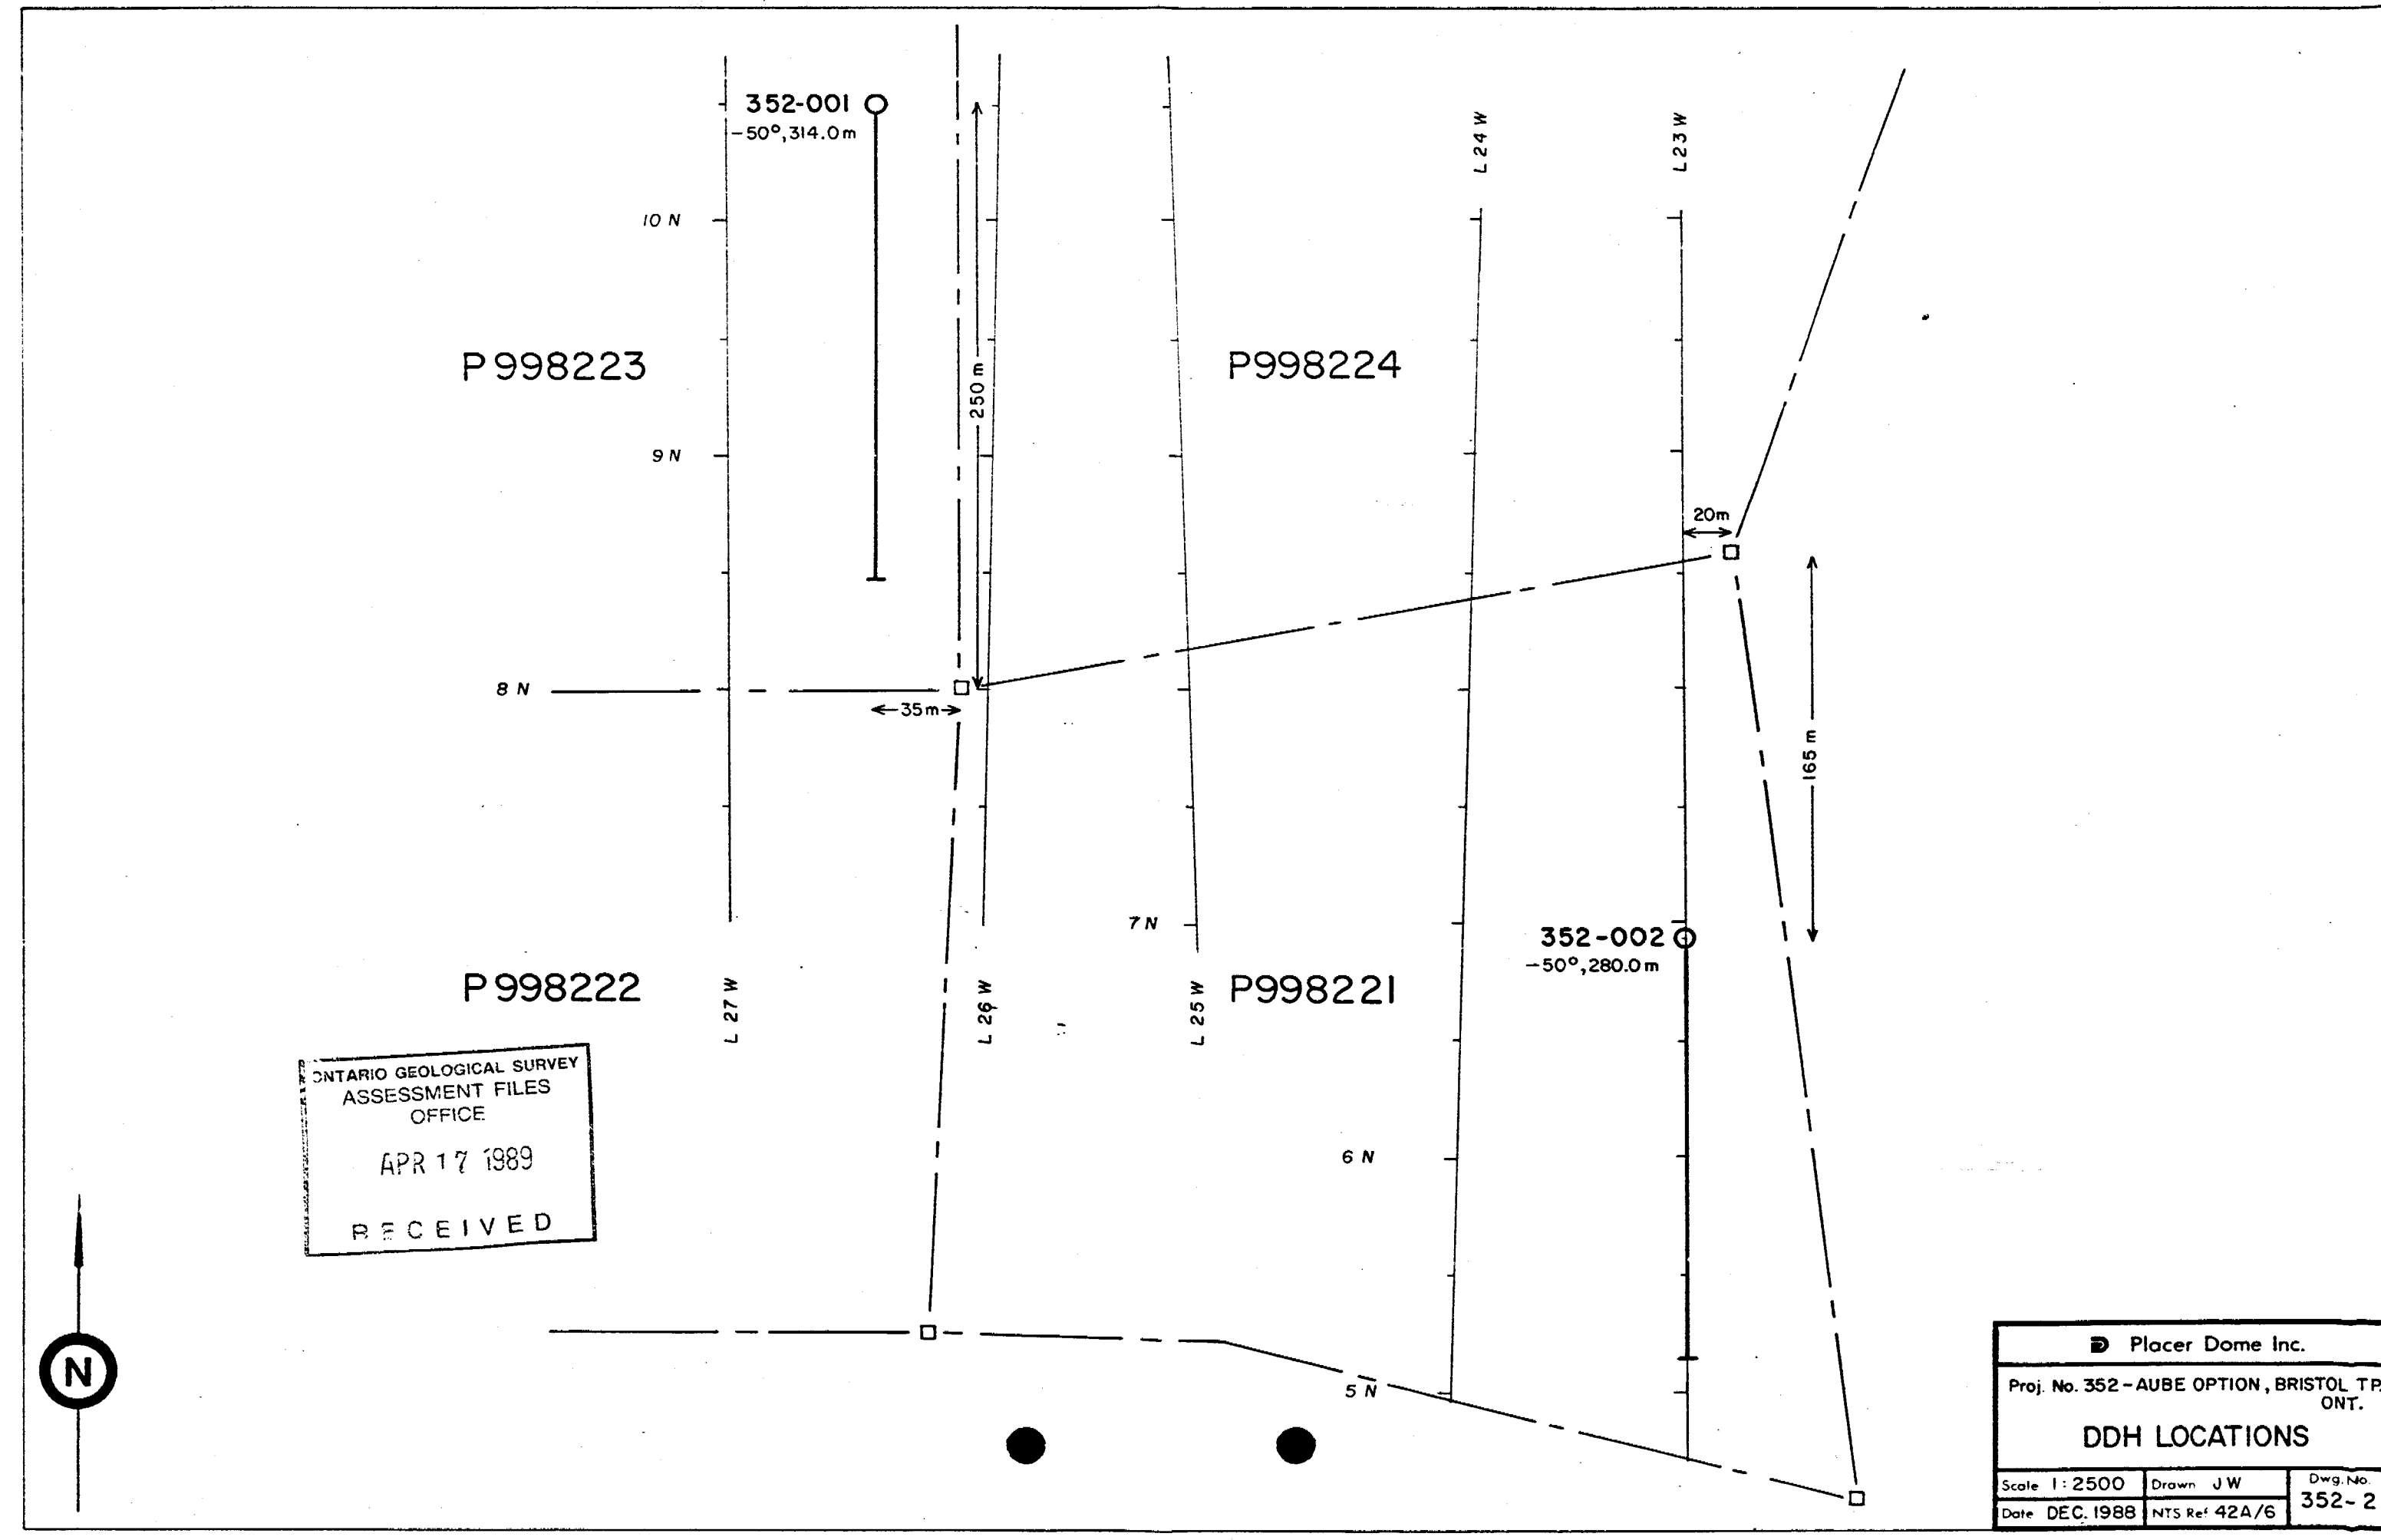 352-001
-50°, 314.0m
L 24 W
L 23 W
10 N
P998223
250 m
P998224
9 N
20m
8 N
35m
165 m
7 N
352-002
-50°, 280.0m
P998222
P998221
L 27 W
L 26 W
L 25 W
ONTARIO GEOLOGICAL SURVEY
ASSESSMENT FILES
OFFICE
APR 17 1989
RECEIVED
6 N
5 N
N
Placer Dome Inc.
Proj. No. 352-AUBE OPTION, BRISTOL TP.
ONT.
DDH LOCATIONS
Scale 1:2500
Drawn JW
Dwg. No.
352-2
Date DEC. 1988
NTS Ref 42A/6